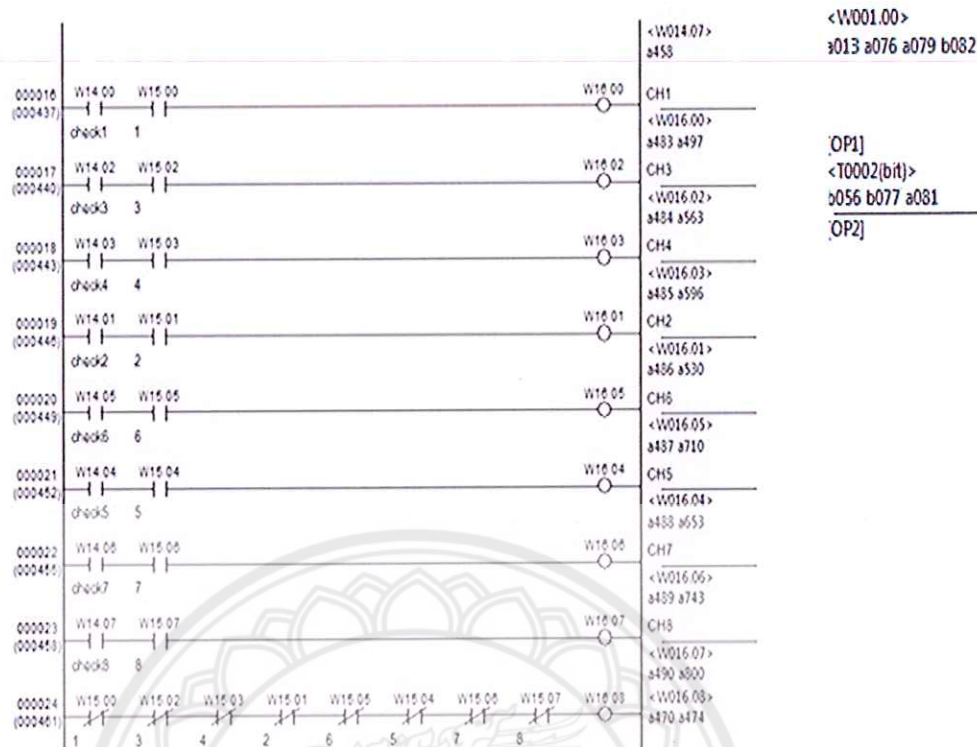 <W014.07>
a458
<W001.00>
a013 a076 a079 b082
000016 W14.00 W15.00 W16.00 CH1
(000437)
check1 1
<W016.00>
a483 a497
[OP1]
000017 W14.02 W15.02 W16.02 CH3
<T0002(bit)>
(000440)
b056 b077 a081
check3 3
<W016.02>
a484 a563
[OP2]
000018 W14.03 W15.03 W16.03 CH4
(000443)
check4 4
<W016.03>
a485 a596
000019 W14.01 W15.01 W16.01 CH2
(000446)
check2 2
<W016.01>
a486 a530
000020 W14.05 W15.05 W16.05 CH6
(000449)
check6 6
<W016.05>
a487 a710
000021 W14.04 W15.04 W16.04 CH5
(000452)
check5 5
<W016.04>
a488 a653
000022 W14.06 W15.06 W16.06 CH7
(000455)
check7 7
<W016.06>
a489 a743
000023 W14.07 W15.07 W16.07 CH8
(000458)
check8 8
<W016.07>
a490 a800
000024 W15.00 W15.02 W15.03 W15.01 W15.05 W15.04 W15.06 W15.07 W16.08 <W016.08>
(000461)
a470 a474
1 3 4 2 6 5 7 8